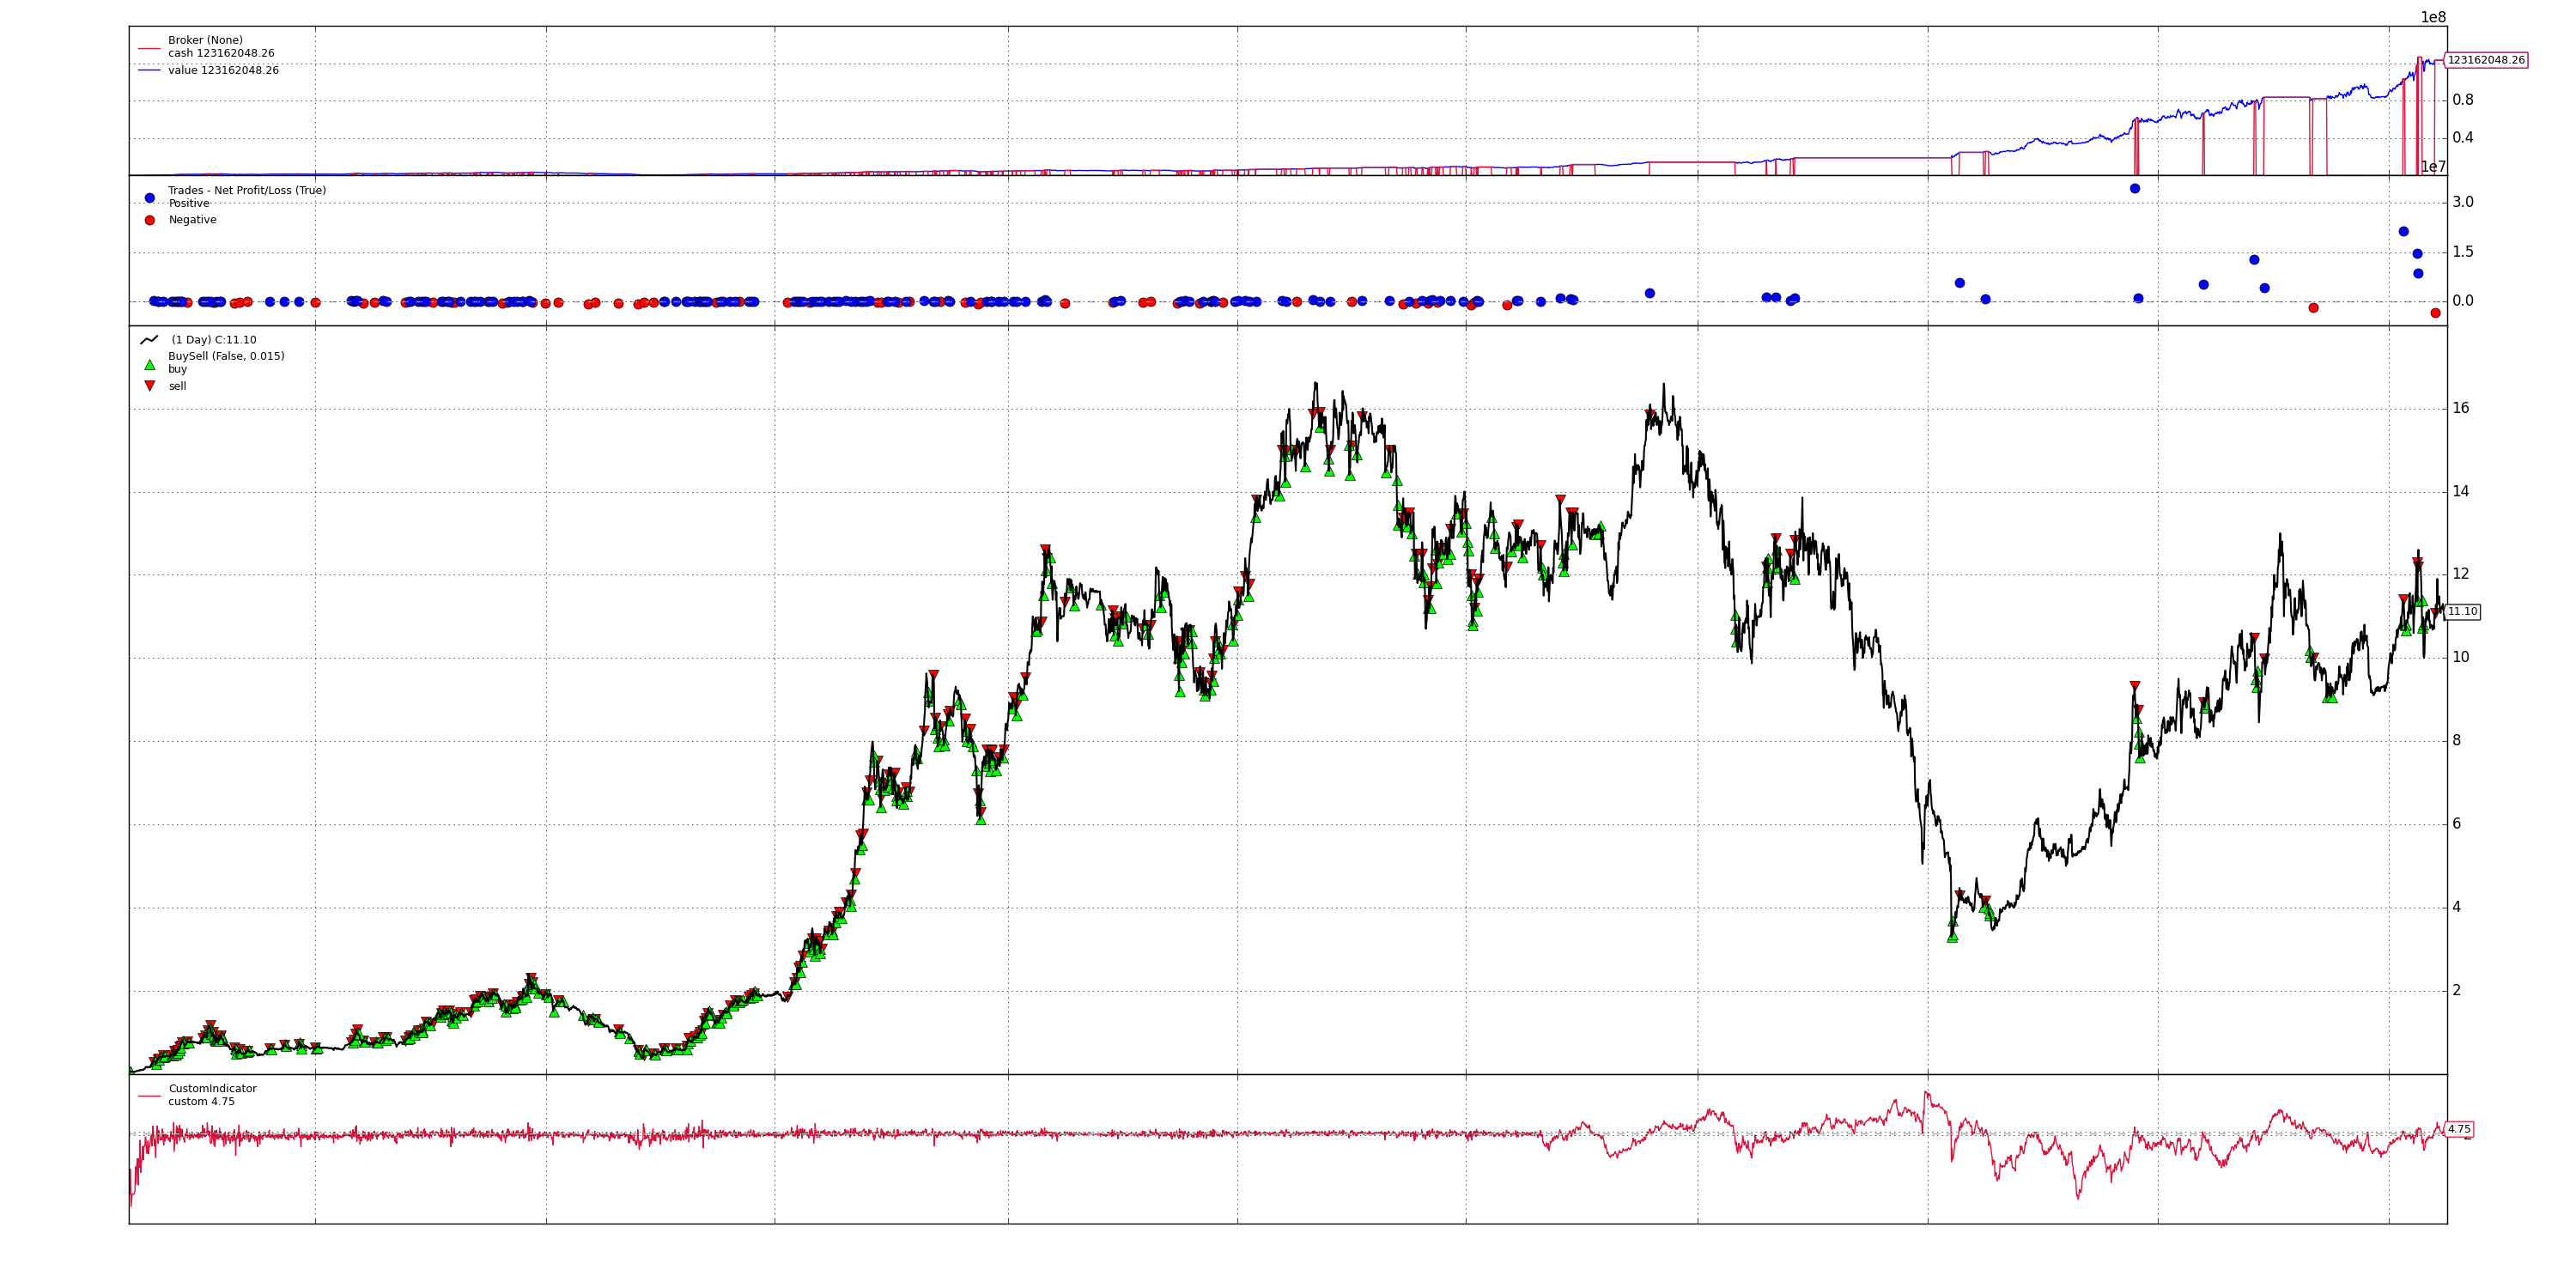 1e8
Broker (None)
cash 123162048.26
value 123162048.26
123162048.26
0.8
0.4
1e7
Trades - Net Profit/Loss (True)
Positive
Negative
3.0
1.5
0.0
(1 Day) C:11.10
BuySell (False, 0.015)
buy
sell
16
14
12
11.10
10
8
6
4
2
CustomIndicator
custom 4.75
4.75